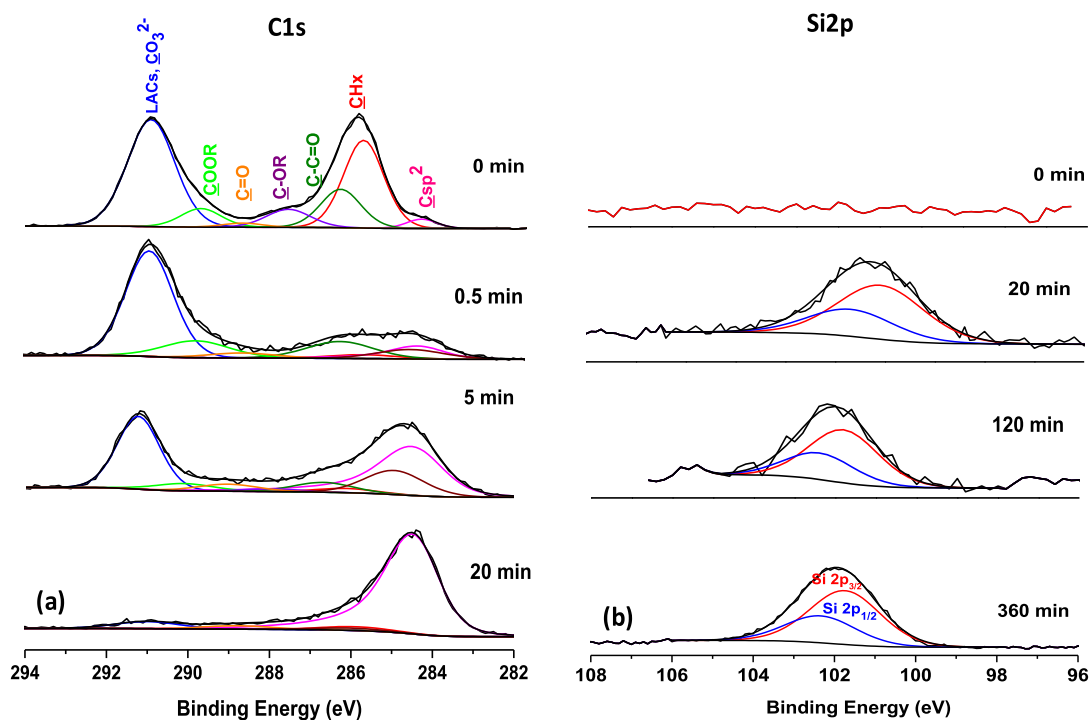 C1s
LACs, CO3²⁻
COOR
C=O
C-OR
C-C=O
CHx
Csp²
0 min
0.5 min
5 min
20 min
(a)
294 292 290 288 286 284 282
Binding Energy (eV)
Si2p
0 min
20 min
120 min
360 min
Si 2p3/2
Si 2p1/2
(b)
108 106 104 102 100 98 96
Binding Energy (eV)